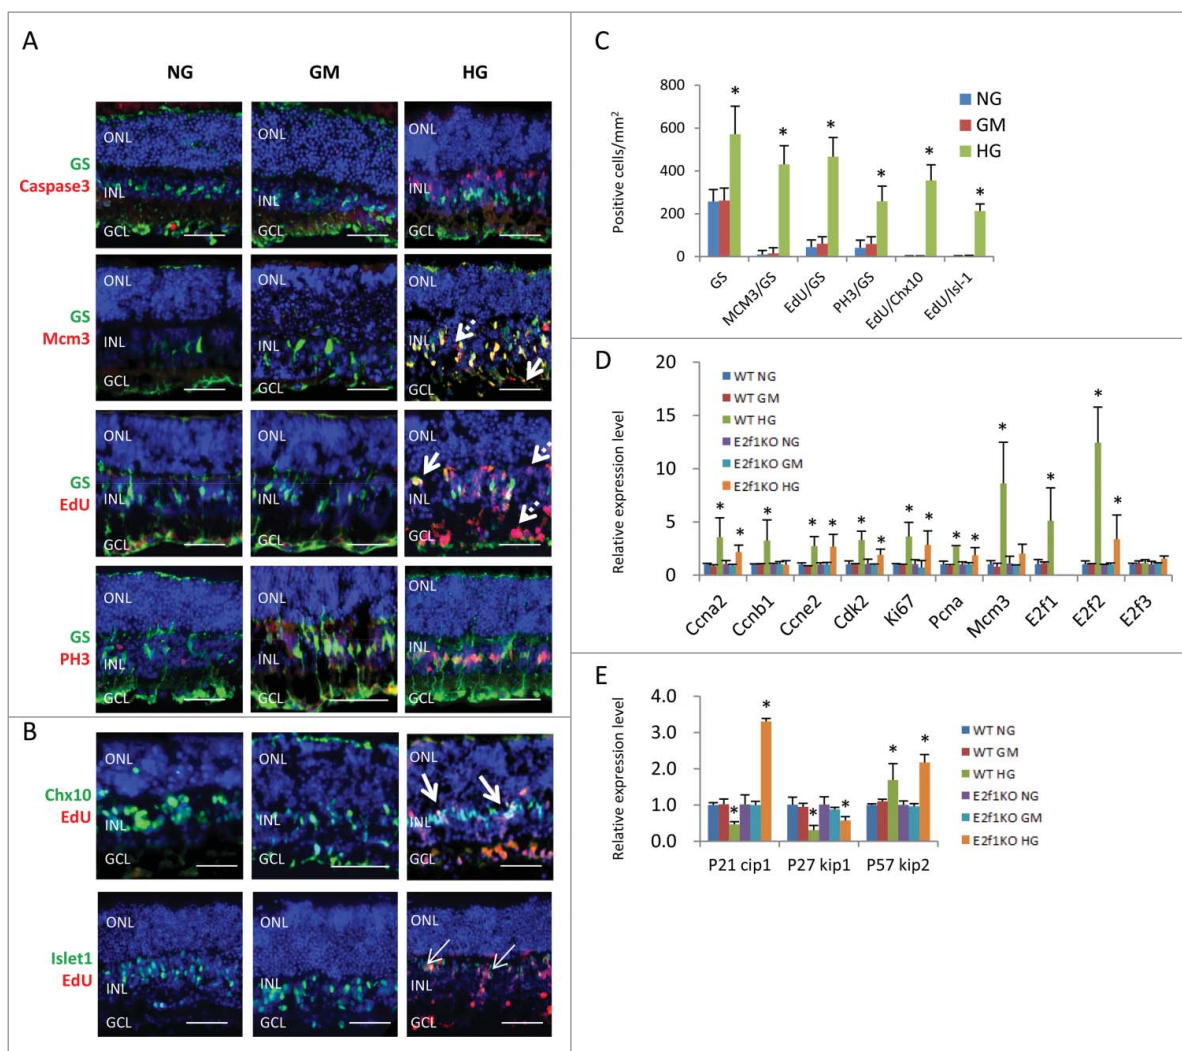 A
NG GM HG
GS
Caspase3
ONL ONL ONL
INL INL INL
GCL GCL GCL
GS
Mcm3
ONL ONL ONL
INL INL INL
GCL GCL GCL
GS
EdU
ONL ONL ONL
INL INL INL
GCL GCL GCL
GS
PH3
ONL ONL ONL
INL INL INL
GCL GCL GCL
B
Chx10
EdU
ONL ONL ONL
INL INL INL
GCL GCL GCL
Islet1
EdU
ONL ONL ONL
INL INL INL
GCL GCL GCL
C
Positive cells/mm²
800
600
400
200
0
* * * * * *
NG
GM
HG
GS MCM3/GS EdU/GS PH3/GS EdU/Chx10 EdU/Isl-1
D
Relative expression level
20
15
10
5
0
WT NG
WT GM
WT HG
E2f1KO NG
E2f1KO GM
E2f1KO HG
* * * * * * * * * * * * * * *
Ccna2 Ccnb1 Ccne2 Cdk2 Ki67 Pcna Mcm3 E2f1 E2f2 E2f3
E
Relative expression level
4.0
3.0
2.0
1.0
0.0
* * * * * *
P21 cip1 P27 kip1 P57 kip2
WT NG
WT GM
WT HG
E2f1KO NG
E2f1KO GM
E2f1KO HG